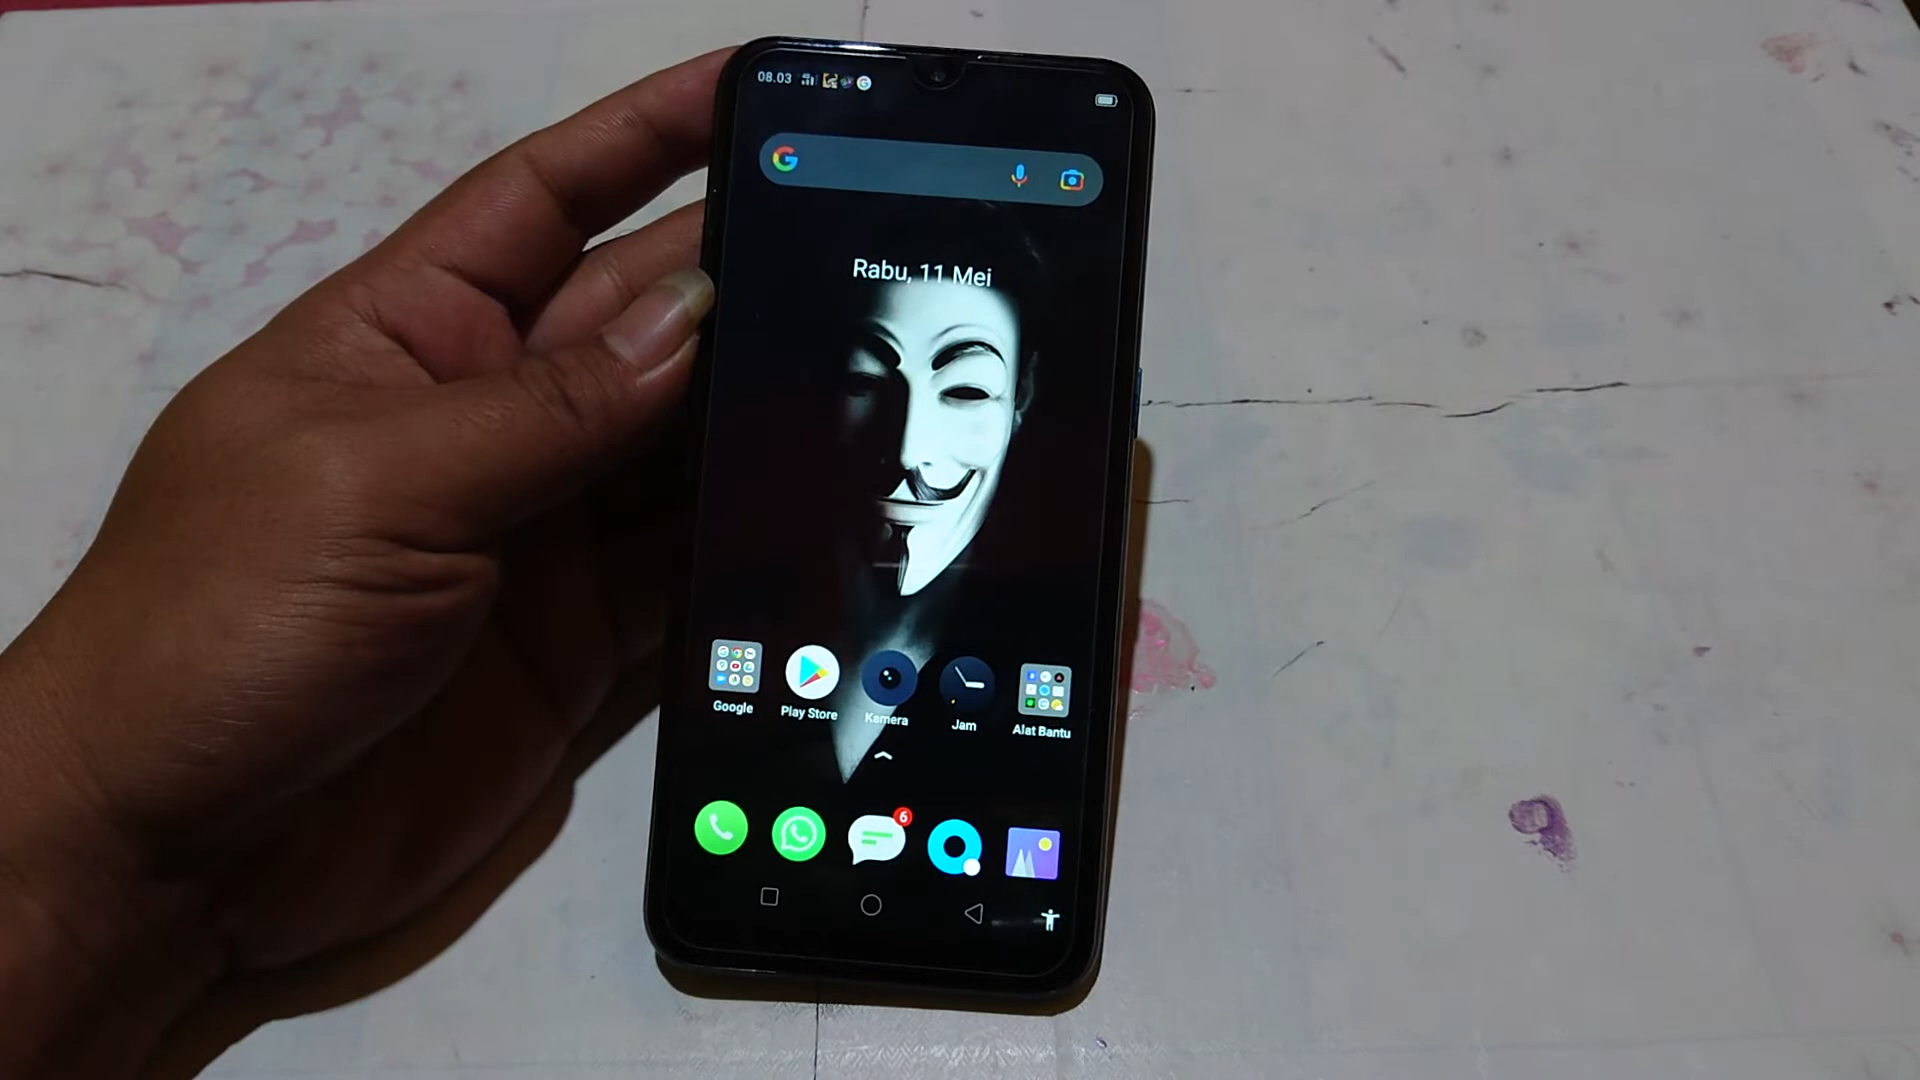 08.03
Rabu, 11 Mei
Google
Play Store
Kamera
Jam
Alat Bantu
6